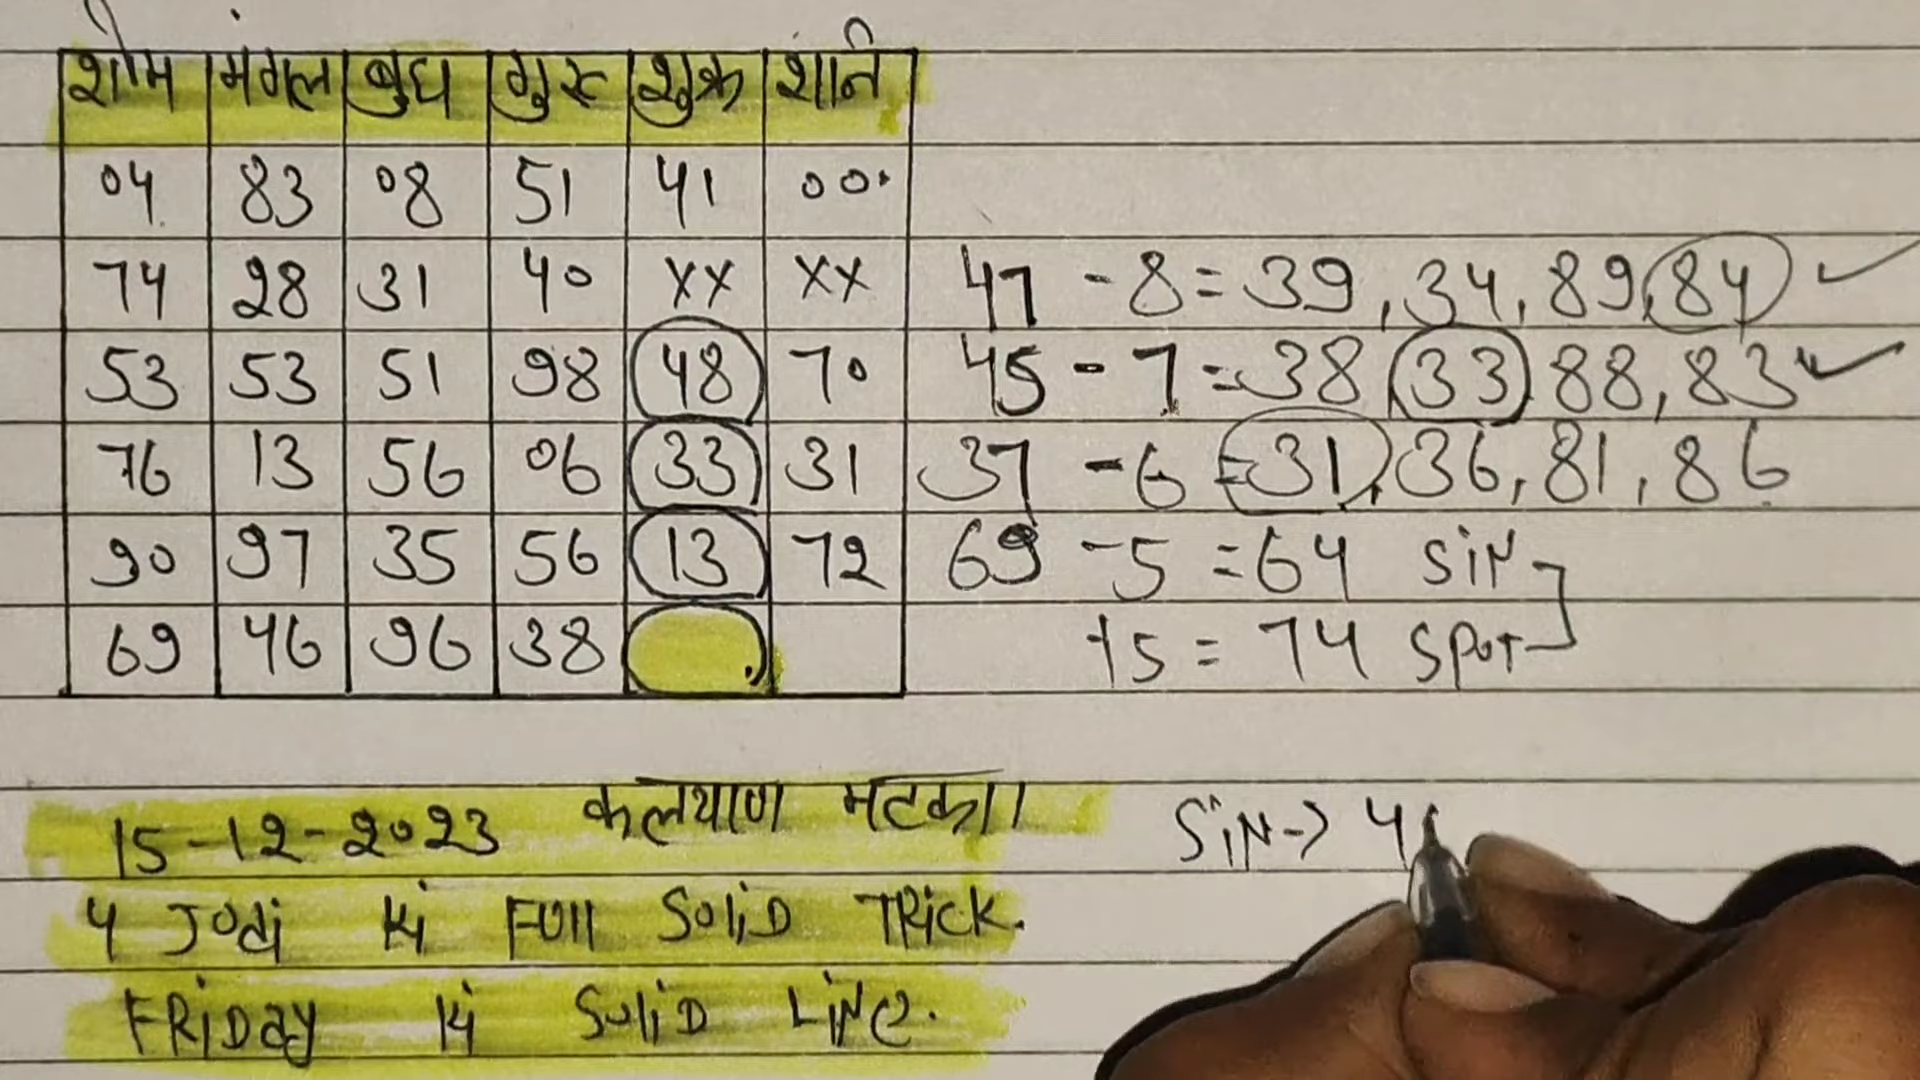 शोम मंगल बुध गुरु शुक्र शनि
04 83 08 51 41 00.
74 28 31 40 XX XX 47 - 8 = 39, 34, 89, 84
53 53 51 98 48 70 45 - 7 = 38 33 88, 83
76 13 56 06 33 31 37 - 6 = 31, 36, 81, 86
90 97 35 56 13 72 69 - 5 = 64 SiN
69 46 96 38 +5 = 74 SPOT
15-12-2023 कल्याण मटका।
4 Jodi Ki FUll SoliD TRicK.
FRiDay Ki SoliD LiNe.
SiN -> 4